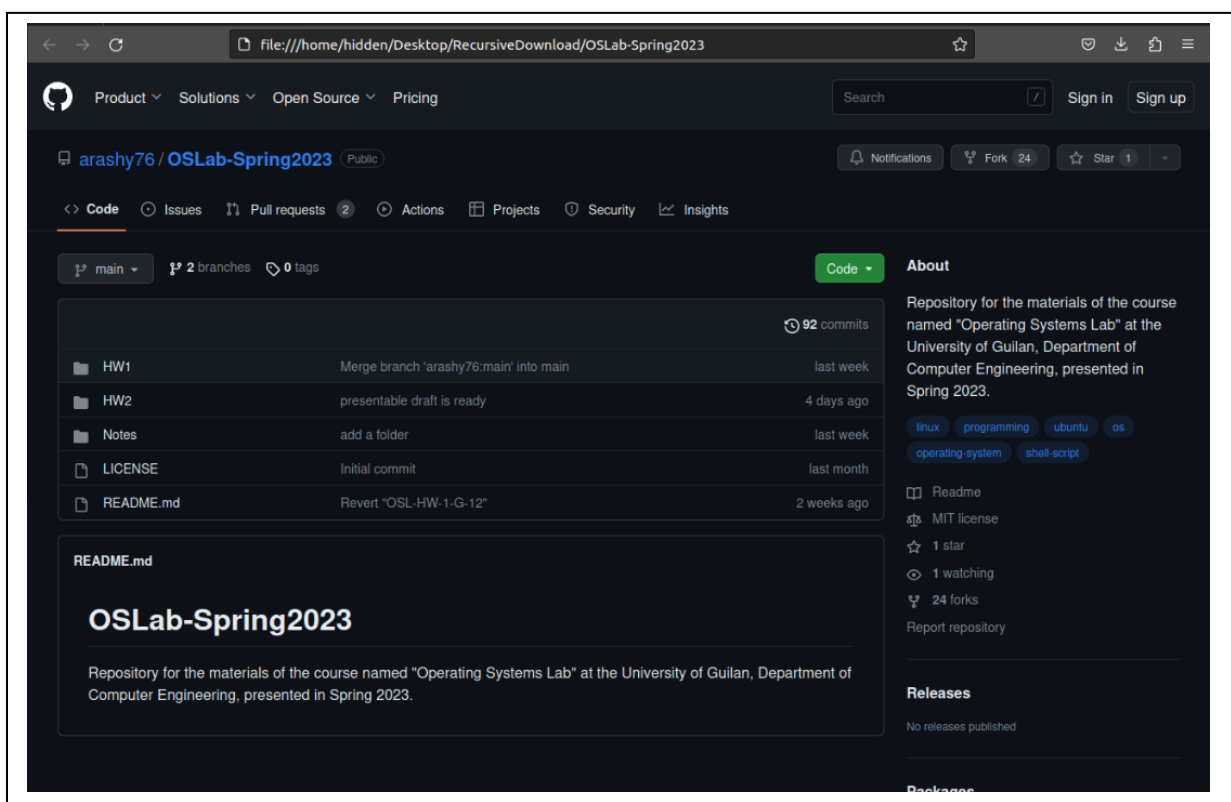 file:///home/hidden/Desktop/RecursiveDownload/OSLab-Spring2023
Product Solutions Open Source Pricing Search / Sign in Sign up
arashy76/OSLab-Spring2023 Public Notifications Fork 24 Star 1
Code Issues Pull requests 2 Actions Projects Security Insights
main 2 branches 0 tags Code
92 commits
HW1 Merge branch 'arashy76:main' into main last week
HW2 presentable draft is ready 4 days ago
Notes add a folder last week
LICENSE Initial commit last month
README.md Revert "OSL-HW-1-G-12" 2 weeks ago
README.md
OSLab-Spring2023
Repository for the materials of the course named "Operating Systems Lab" at the University of Guilan, Department of
Computer Engineering, presented in Spring 2023.
About
Repository for the materials of the course
named "Operating Systems Lab" at the
University of Guilan, Department of
Computer Engineering, presented in
Spring 2023.
linux programming ubuntu os
operating-system shell-script
Readme
MIT license
1 star
1 watching
24 forks
Report repository
Releases
No releases published
Packages